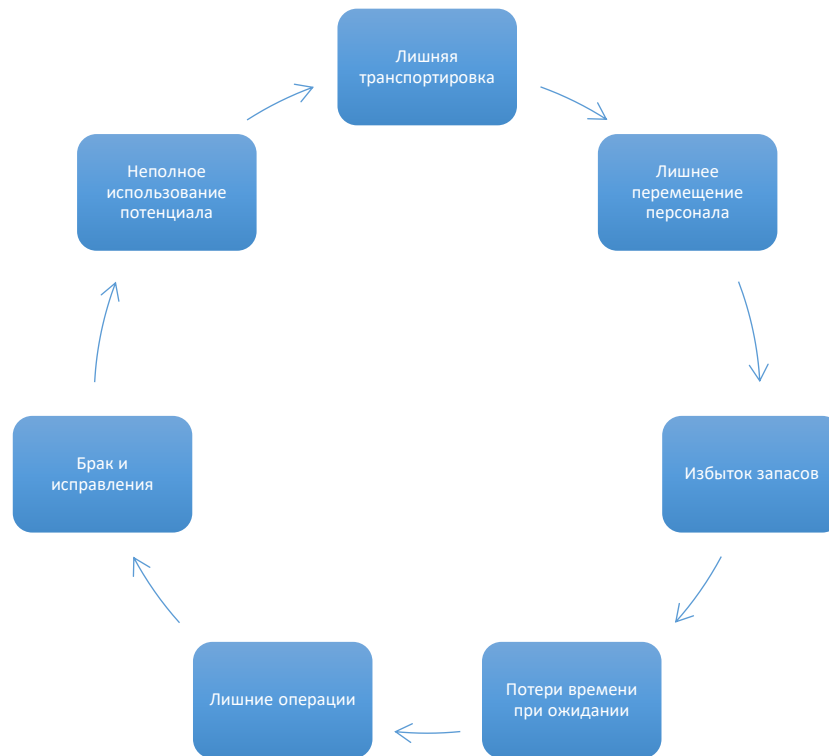 Лишняя
транспортировка
Лишнее
перемещение
персонала
Избыток запасов
Потери времени
при ожидании
Лишние операции
Брак и
исправления
Неполное
использование
потенциала